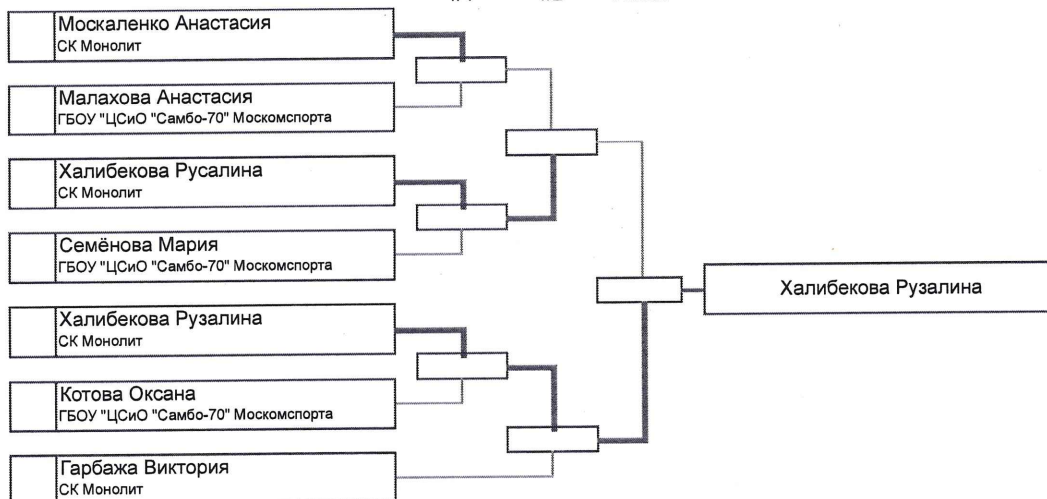 Москаленко Анастасия
СК Монолит
Малахова Анастасия
ГБОУ "ЦСиО "Самбо-70" Москомспорта
Халибекова Русалина
СК Монолит
Семёнова Мария
ГБОУ "ЦСиО "Самбо-70" Москомспорта
Халибекова Рузалина
СК Монолит
Котова Оксана
ГБОУ "ЦСиО "Самбо-70" Москомспорта
Гарбажа Виктория
СК Монолит
Халибекова Рузалина